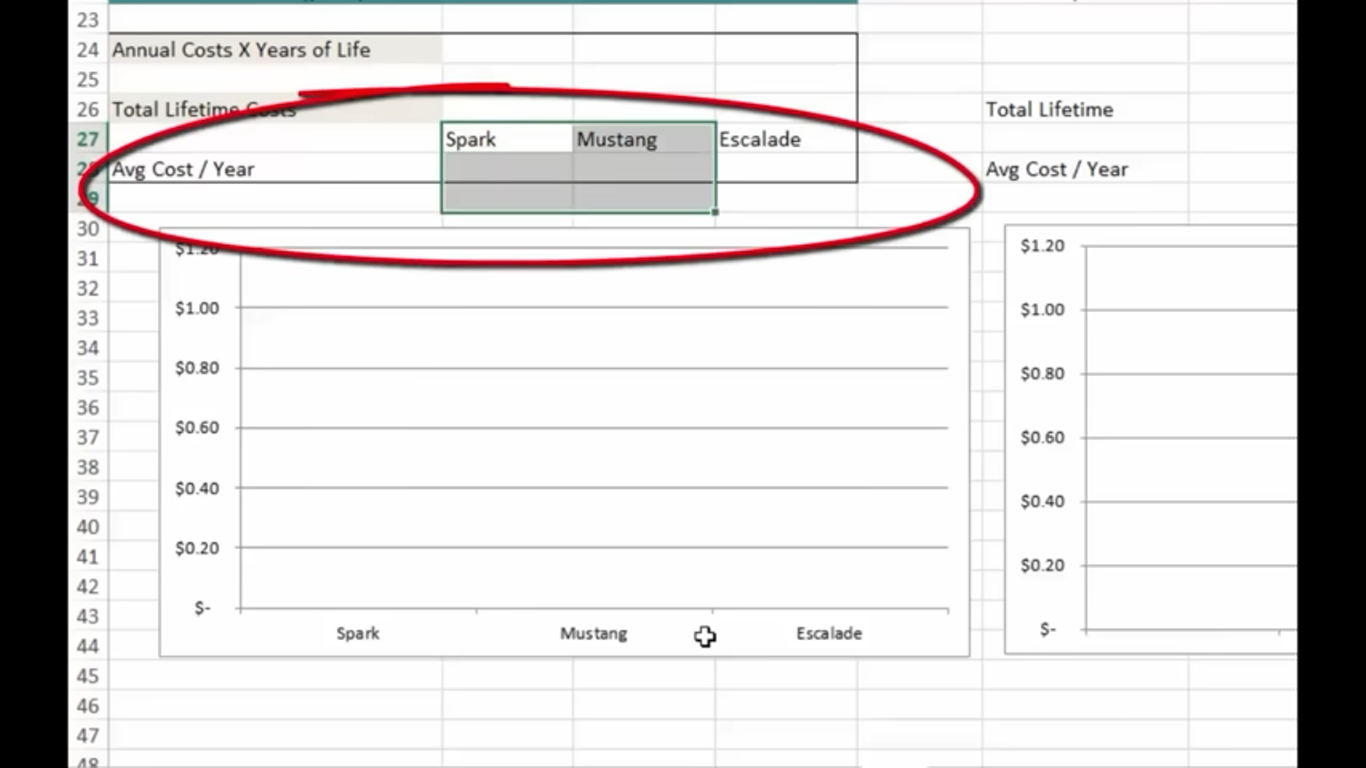 23
24 Annual Costs X Years of Life
25
26 Total Lifetime Costs Total Lifetime
27 Spark Mustang Escalade
28 Avg Cost / Year Avg Cost / Year
29
30
31 $1.20 $1.20
32
33 $1.00 $1.00
34
35 $0.80 $0.80
36
37 $0.60 $0.60
38
39 $0.40 $0.40
40
41 $0.20 $0.20
42
43 $- $-
44 Spark Mustang Escalade
45
46
47
48